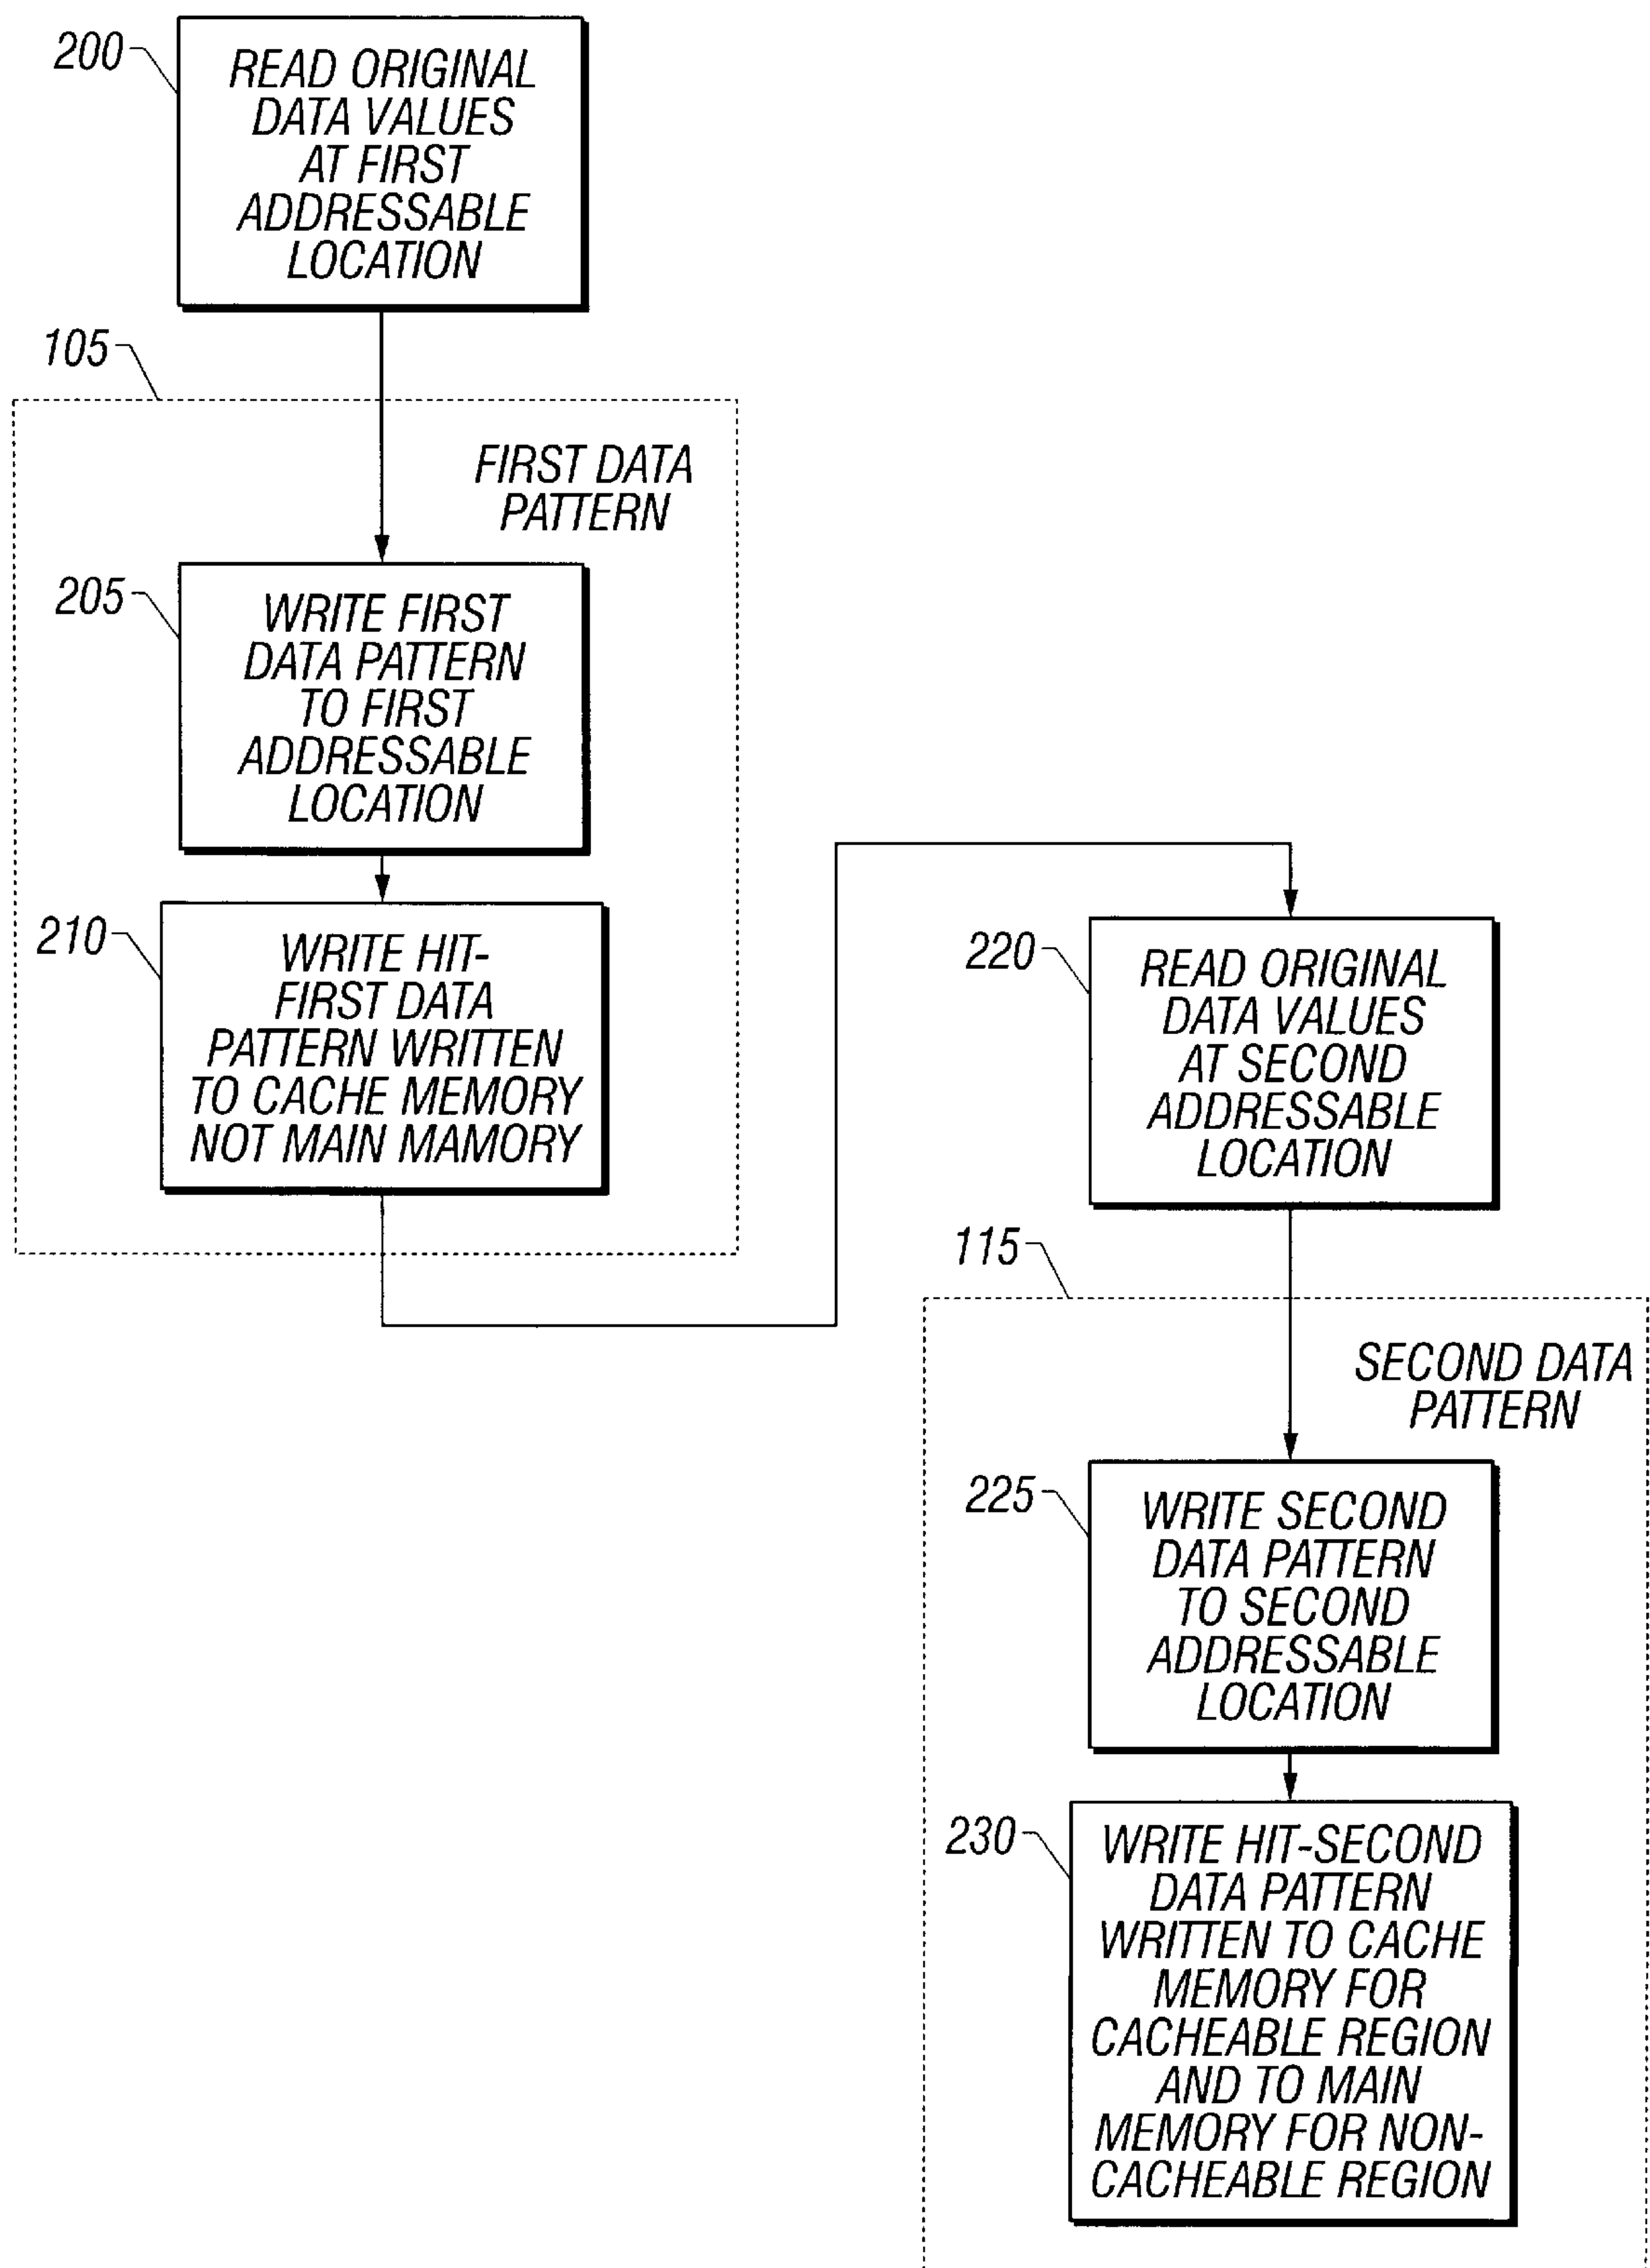 200
READ ORIGINAL
DATA VALUES
AT FIRST
ADDRESSABLE
LOCATION
105
FIRST DATA
PATTERN
205
WRITE FIRST
DATA PATTERN
TO FIRST
ADDRESSABLE
LOCATION
210
WRITE HIT-
FIRST DATA
PATTERN WRITTEN
TO CACHE MEMORY
NOT MAIN MAMORY
220
READ ORIGINAL
DATA VALUES
AT SECOND
ADDRESSABLE
LOCATION
115
SECOND DATA
PATTERN
225
WRITE SECOND
DATA PATTERN
TO SECOND
ADDRESSABLE
LOCATION
230
WRITE HIT-SECOND
DATA PATTERN
WRITTEN TO CACHE
MEMORY FOR
CACHEABLE REGION
AND TO MAIN
MEMORY FOR NON-
CACHEABLE REGION